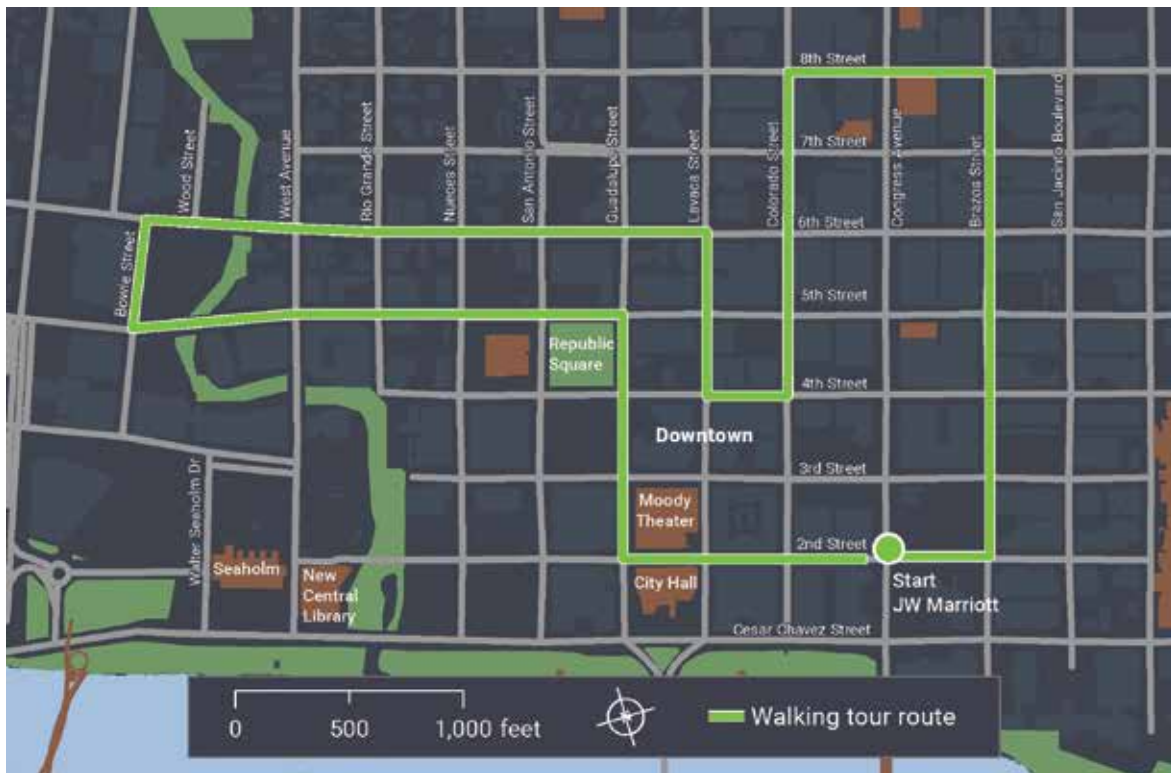 8th Street
7th Street
Wood Street
West Avenue
Rio Grande Street
Nueces Street
San Antonio Street
Guadalupe Street
Lavaca Street
Colorado Street
Congress Avenue
Brazos Street
San Jacinto Boulevard
6th Street
Bowie Street
5th Street
Republic
Square
4th Street
Downtown
3rd Street
Walter Seaholm Dr
Moody
Theater
2nd Street
Seaholm
New
Central
Library
City Hall
Start
JW Marriott
Cesar Chavez Street
0
500
1,000 feet
Walking tour route